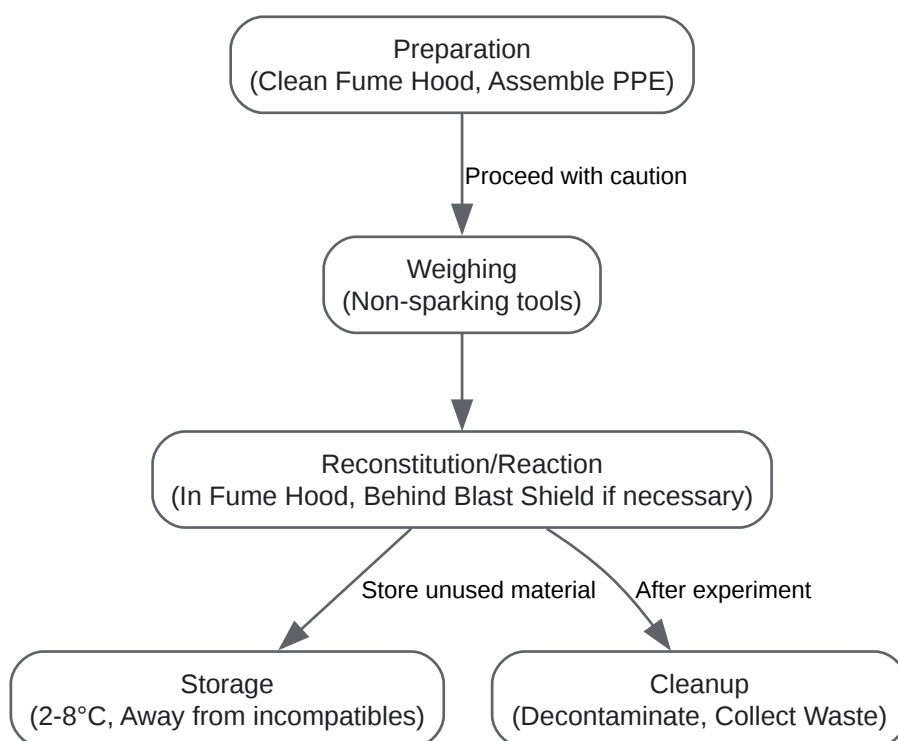 Preparation
(Clean Fume Hood, Assemble PPE)
Proceed with caution
Weighing
(Non-sparking tools)
Reconstitution/Reaction
(In Fume Hood, Behind Blast Shield if necessary)
Store unused material
After experiment
Storage
(2-8°C, Away from incompatibles)
Cleanup
(Decontaminate, Collect Waste)